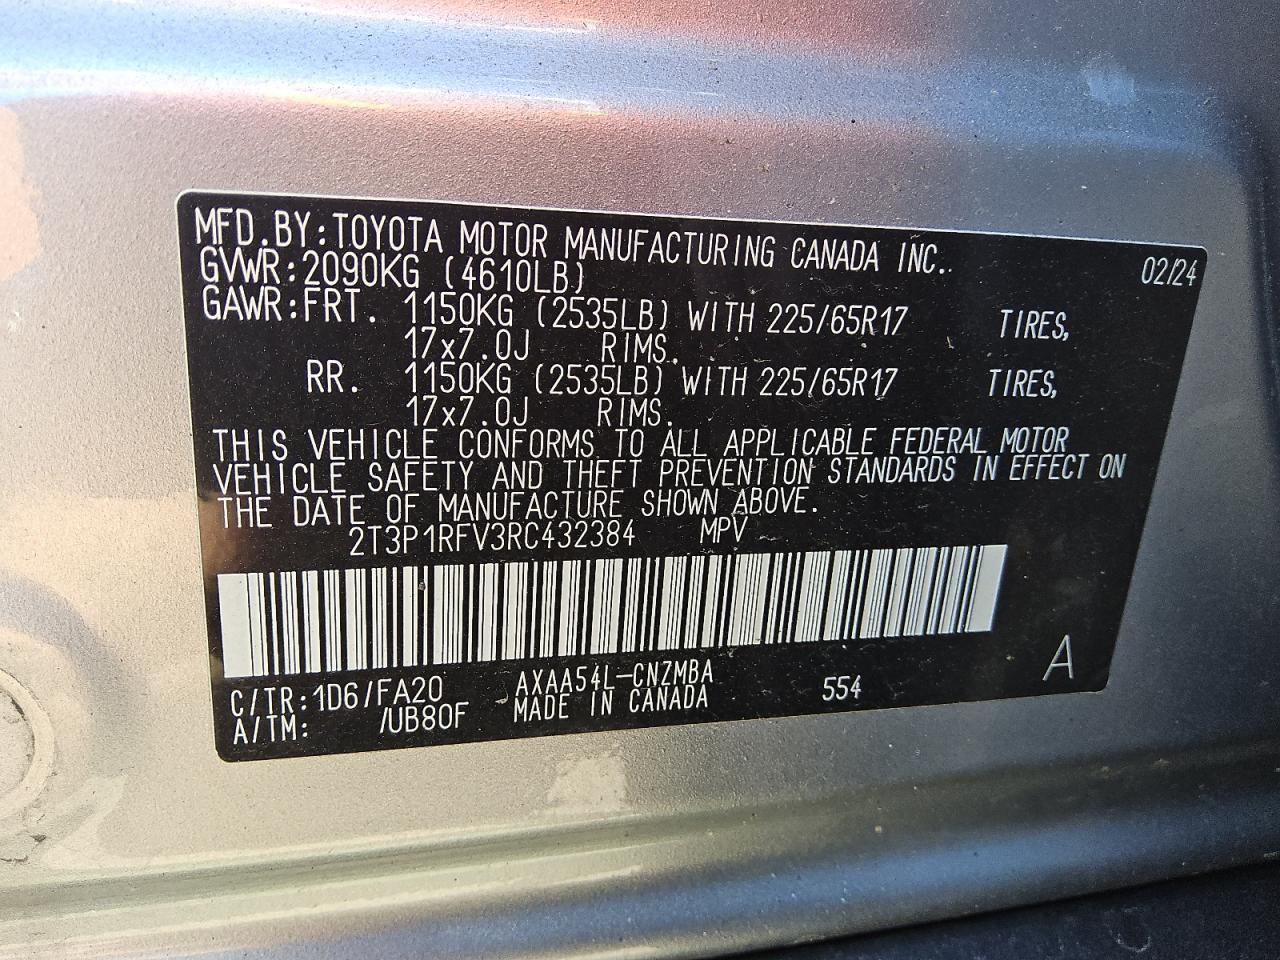 MFD.BY:TOYOTA MOTOR MANUFACTURING CANADA INC.. 02/24
GVWR:2090KG (4610LB)
GAWR:FRT. 1150KG (2535LB) WITH 225/65R17 TIRES,
17x7.0J RIMS.
RR. 1150KG (2535LB) WITH 225/65R17 TIRES,
17x7.0J RIMS.
THIS VEHICLE CONFORMS TO ALL APPLICABLE FEDERAL MOTOR
VEHICLE SAFETY AND THEFT PREVENTION STANDARDS IN EFFECT ON
THE DATE OF MANUFACTURE SHOWN ABOVE.
2T3P1RFV3RC432384 MPV
A
C/TR:1D6/FA20 AXAA54L-CNZMBA 554
A/TM: /UB80F MADE IN CANADA